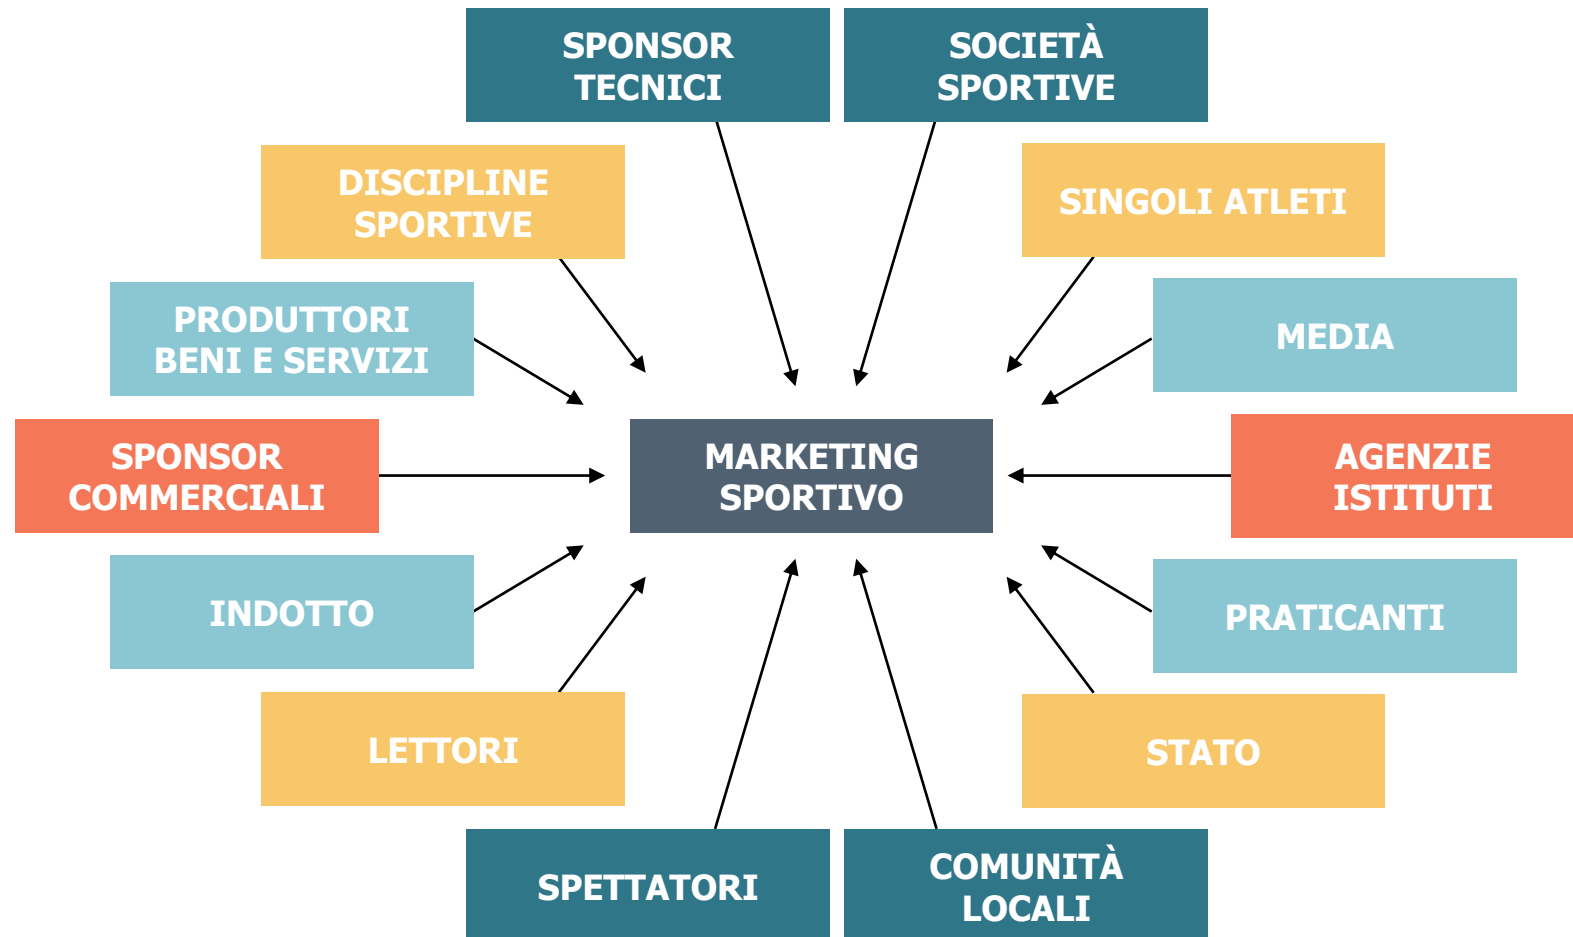 SPONSOR
TECNICI
SOCIETÀ
SPORTIVE
DISCIPLINE
SPORTIVE
SINGOLI ATLETI
PRODUTTORI
BENI E SERVIZI
MEDIA
SPONSOR
COMMERCIALI
MARKETING
SPORTIVO
AGENZIE
ISTITUTI
INDOTTO
PRATICANTI
LETTORI
STATO
SPETTATORI
COMUNITÀ
LOCALI